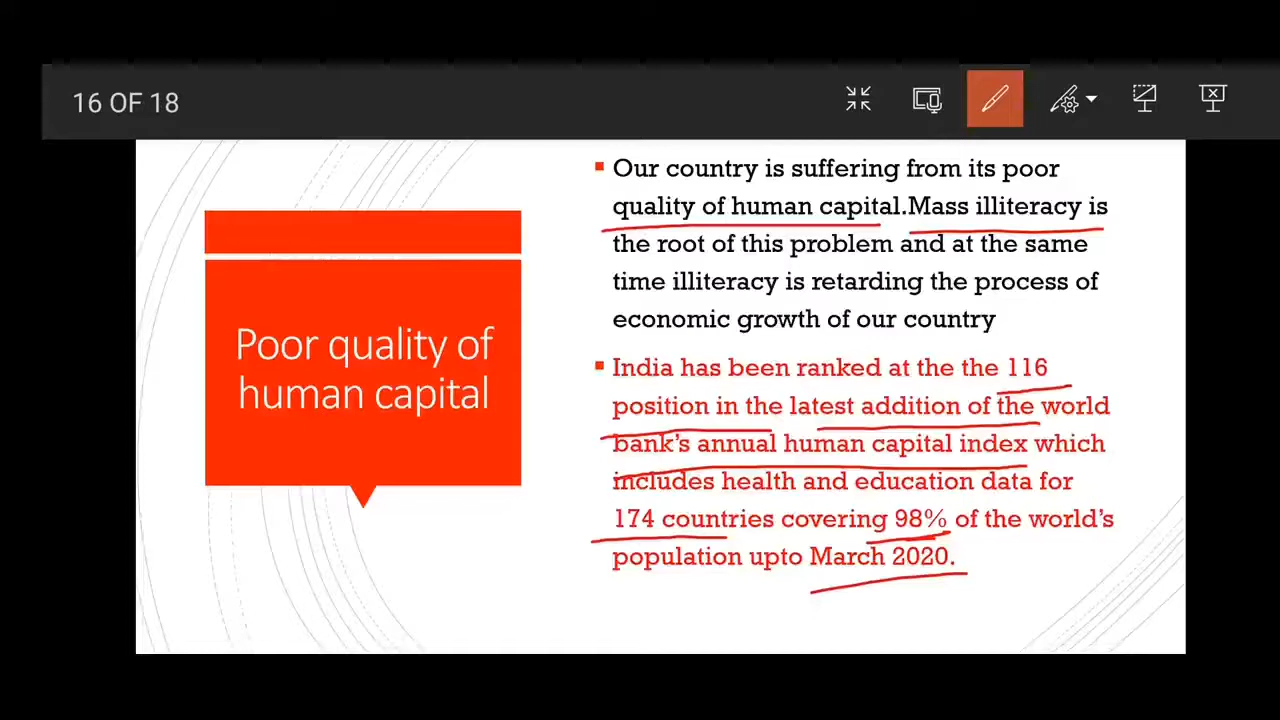 16 OF 18
Poor quality of
human capital
Our country is suffering from its poor
quality of human capital.Mass illiteracy is
the root of this problem and at the same
time illiteracy is retarding the process of
economic growth of our country
India has been ranked at the the 116
position in the latest addition of the world
bank's annual human capital index which
includes health and education data for
174 countries covering 98% of the world's
population upto March 2020.